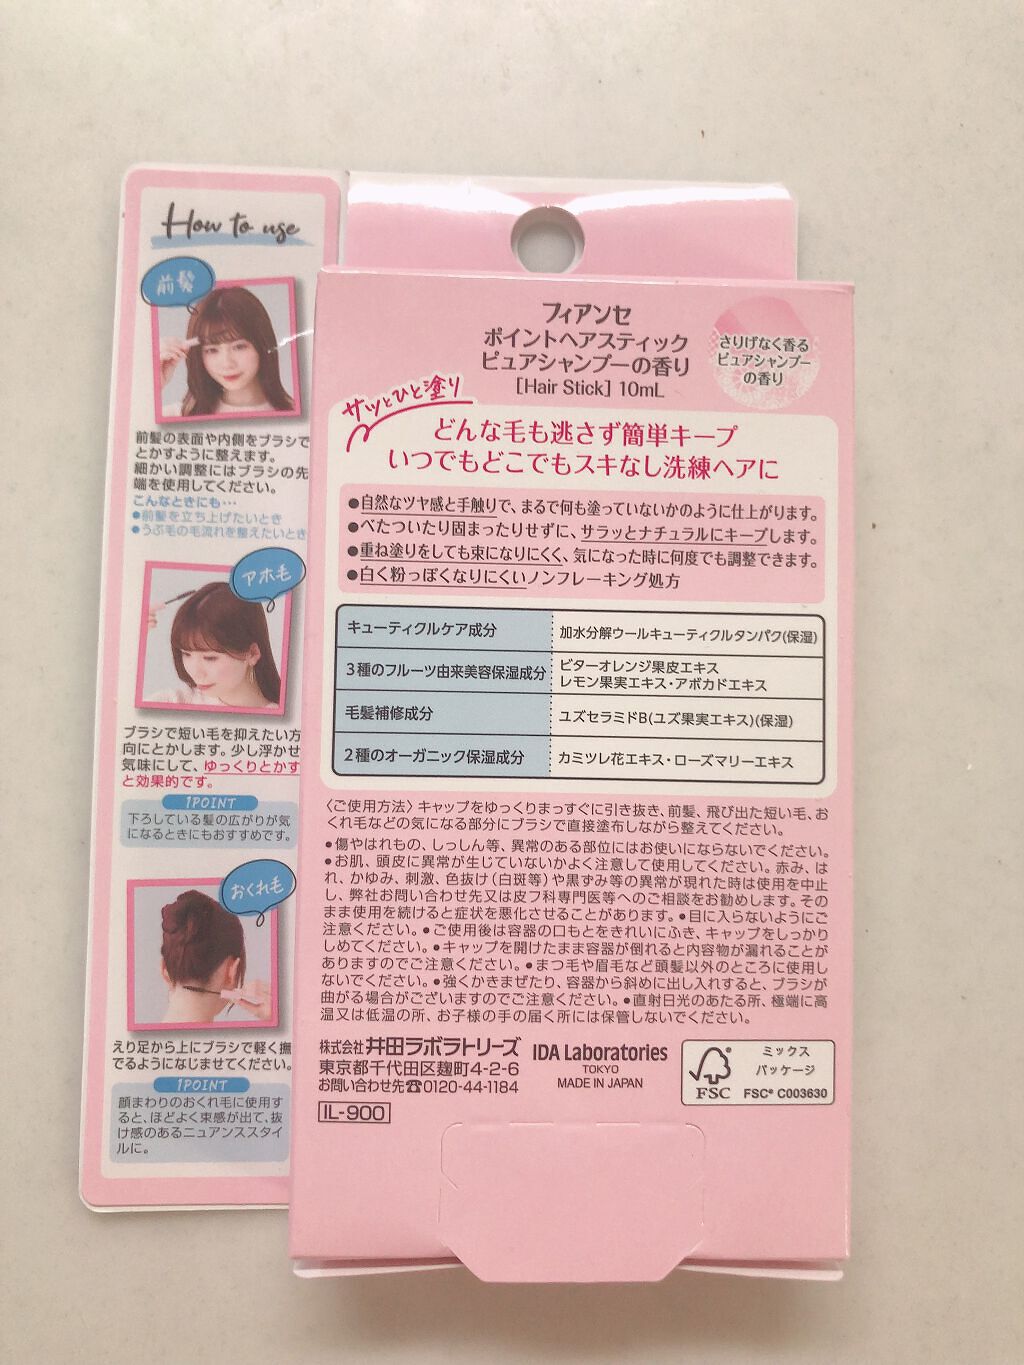 How to use
前髪
前髪の表面や内側をブラシで
とかすように整えます。
細かい調整にはブラシの先
端を使用してください。
こんなときにも…
●前髪を立ち上げたいとき
●うぶ毛の毛流れを整えたいとき
アホ毛
ブラシで短い毛を抑えたい方
向にとかします。少し浮かせ
気味にして、ゆっくりとかす
と効果的です。
1POINT
下ろしている髪の広がりが気
になるときにもおすすめです。
おくれ毛
えり足から上にブラシで軽く撫
でるようになじませてください。
1POINT
顔まわりのおくれ毛に使用す
ると、ほどよく束感が出て、抜
け感のあるニュアンススタイ
ルに。
フィアンセ
ポイントヘアスティック
ピュアシャンプーの香り
[Hair Stick] 10mL
さりげなく香る
ピュアシャンプー
の香り
サッとひと塗り
どんな毛も逃さず簡単キープ
いつでもどこでもスキなし洗練ヘアに
●自然なツヤ感と手触りで、まるで何も塗っていないかのように仕上がります。
●べたついたり固まったりせずに、サラッとナチュラルにキープします。
●重ね塗りをしても束になりにくく、気になった時に何度でも調整できます。
●白く粉っぽくなりにくいノンフレーキング処方
キューティクルケア成分 加水分解ウールキューティクルタンパク(保湿)
3種のフルーツ由来美容保湿成分 ビターオレンジ果皮エキス
レモン果実エキス・アボカドエキス
毛髪補修成分 ユズセラミドB(ユズ果実エキス)(保湿)
2種のオーガニック保湿成分 カミツレ花エキス・ローズマリーエキス
〈ご使用方法〉キャップをゆっくりまっすぐに引き抜き、前髪、飛び出た短い毛、お
くれ毛などの気になる部分にブラシで直接塗布しながら整えてください。
●傷やはれもの、しっしん等、異常のある部位にはお使いにならないでください。
●お肌、頭皮に異常が生じていないかよく注意して使用してください。赤み、は
れ、かゆみ、刺激、色抜け(白斑等)や黒ずみ等の異常が現れた時は使用を中止
し、弊社お問い合わせ先又は皮フ科専門医等へのご相談をお勧めします。その
まま使用を続けると症状を悪化させることがあります。●目に入らないようにご
注意ください。●ご使用後は容器の口もとをきれいにふき、キャップをしっかり
しめてください。●キャップを開けたまま容器が倒れると内容物が漏れることが
ありますのでご注意ください。●まつ毛や眉毛など頭髪以外のところに使用し
ないでください。●強くかきまぜたり、容器から斜めに出し入れすると、ブラシが
曲がる場合がございますのでご注意ください。●直射日光のあたる所、極端に高
温又は低温の所、お子様の手の届く所には保管しないでください。
株式会社 井田ラボラトリーズ
東京都千代田区麹町4-2-6
お問い合わせ先☎0120-44-1184
IL-900
IDA Laboratories
TOKYO
MADE IN JAPAN
FSC
ミックス
パッケージ
FSC® C003630